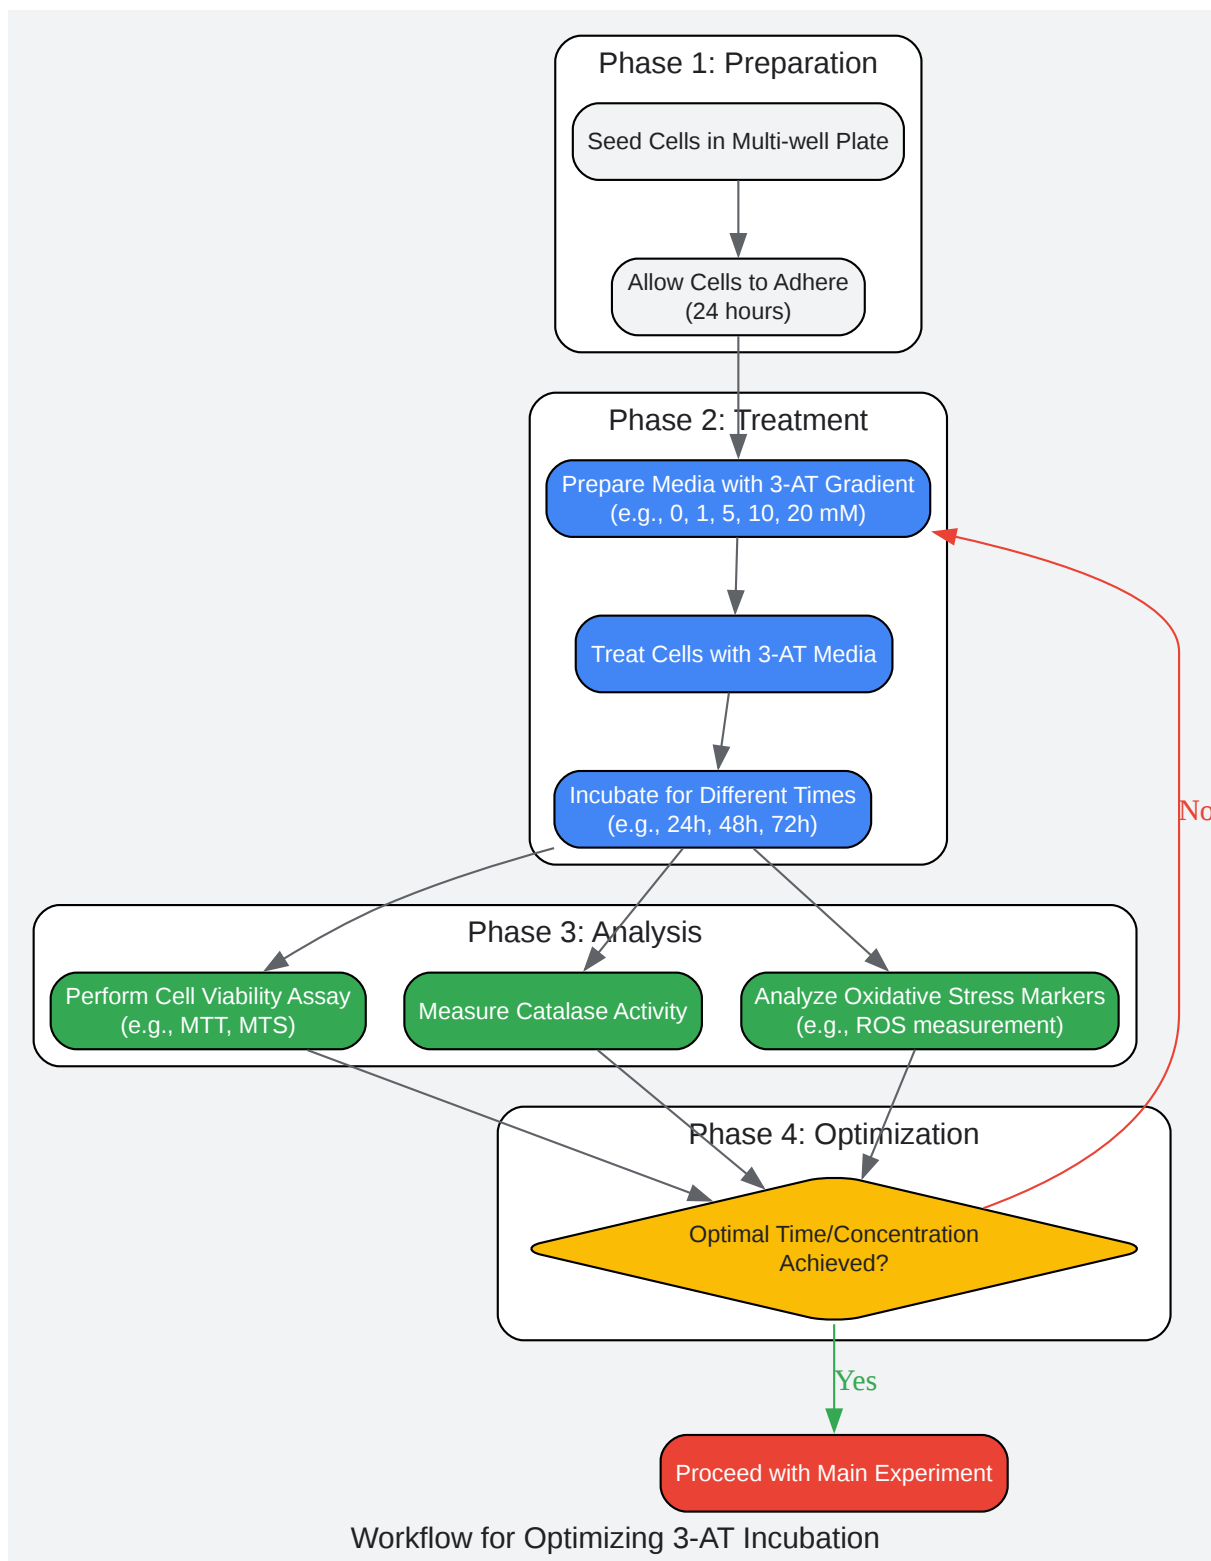 Phase 1: Preparation
Seed Cells in Multi-well Plate
Allow Cells to Adhere
(24 hours)
Phase 2: Treatment
Prepare Media with 3-AT Gradient
(e.g., 0, 1, 5, 10, 20 mM)
Treat Cells with 3-AT Media
Incubate for Different Times
(e.g., 24h, 48h, 72h)
No
Phase 3: Analysis
Perform Cell Viability Assay
(e.g., MTT, MTS)
Measure Catalase Activity
Analyze Oxidative Stress Markers
(e.g., ROS measurement)
Phase 4: Optimization
Optimal Time/Concentration
Achieved?
Yes
Proceed with Main Experiment
Workflow for Optimizing 3-AT Incubation